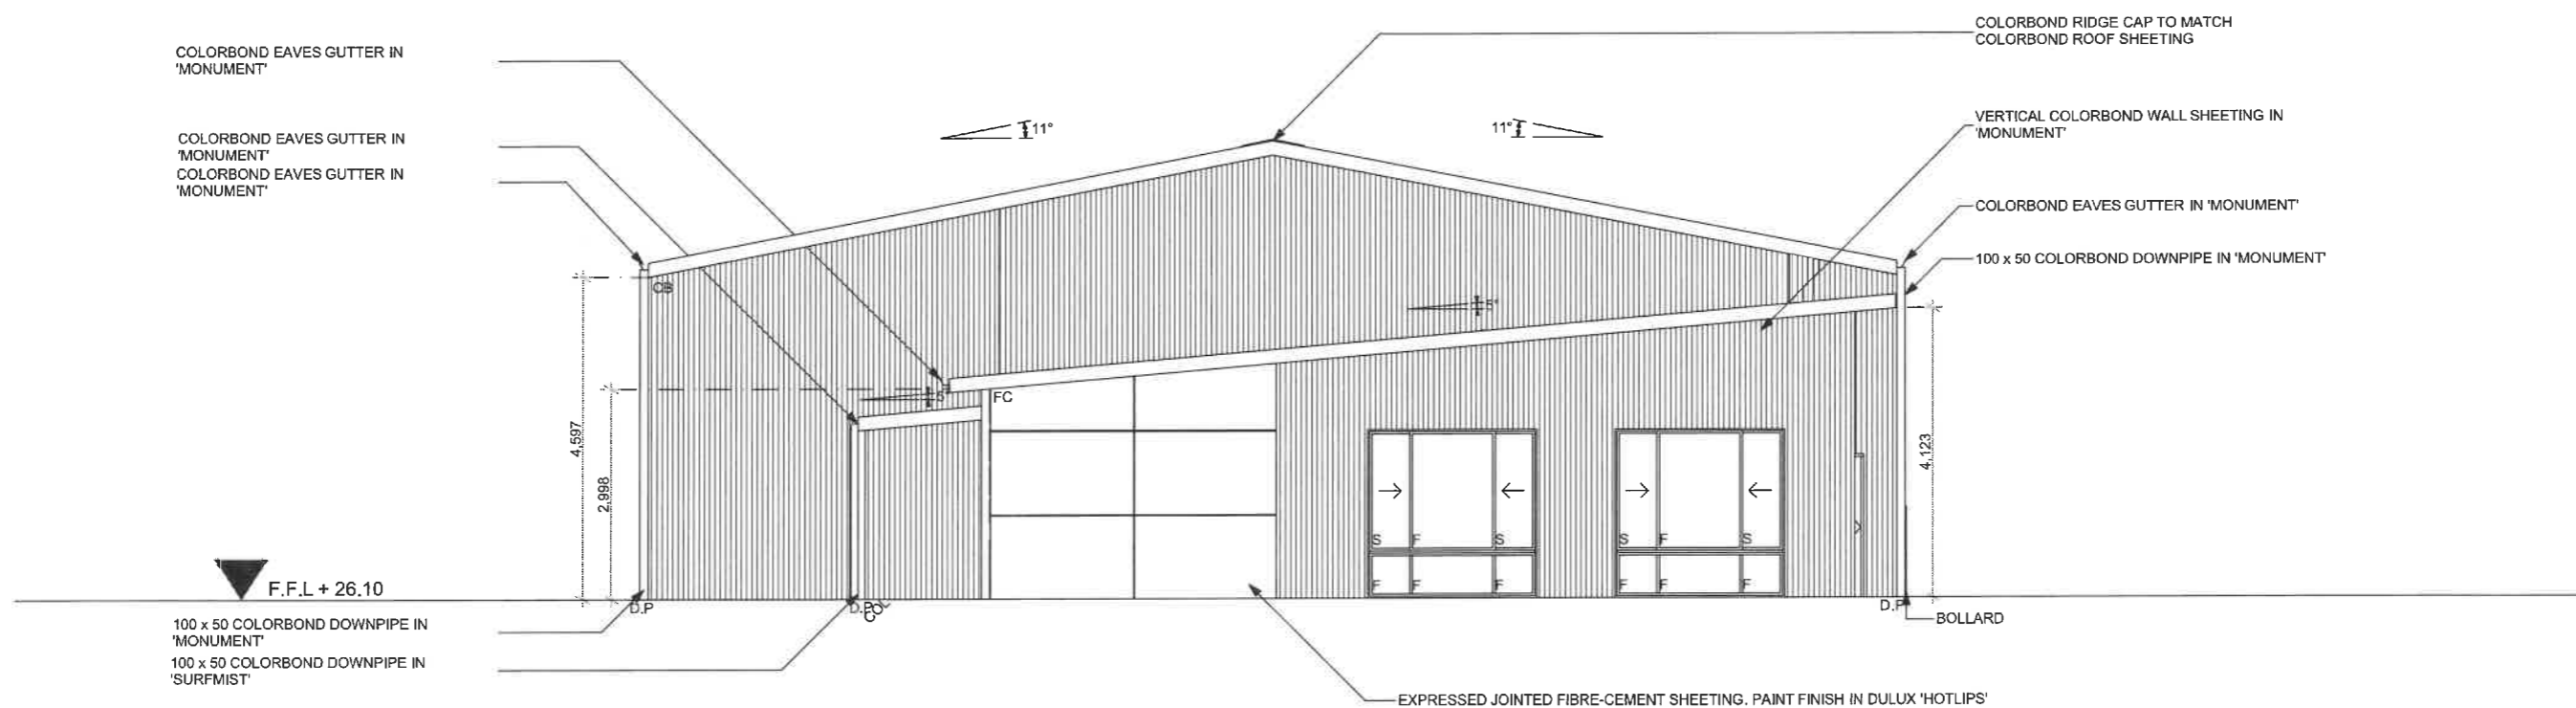 COLORBOND RIDGE CAP TO MATCH
COLORBOND ROOF SHEETING
COLORBOND EAVES GUTTER IN
'MONUMENT'
VERTICAL COLORBOND WALL SHEETING IN
'MONUMENT'
11°
11°
COLORBOND EAVES GUTTER IN
'MONUMENT'
COLORBOND EAVES GUTTER IN
'MONUMENT'
COLORBOND EAVES GUTTER IN 'MONUMENT'
100 x 50 COLORBOND DOWNPIPE IN 'MONUMENT'
CB
5°
5
FC
4,597
2,998
4,123
S F S
S F S
F F F
F F F
F.F.L + 26.10
D.P
D.P
COL
D.P
BOLLARD
100 x 50 COLORBOND DOWNPIPE IN
'MONUMENT'
100 x 50 COLORBOND DOWNPIPE IN
'SURFMIST'
EXPRESSED JOINTED FIBRE-CEMENT SHEETING. PAINT FINISH IN DULUX 'HOTLIPS'